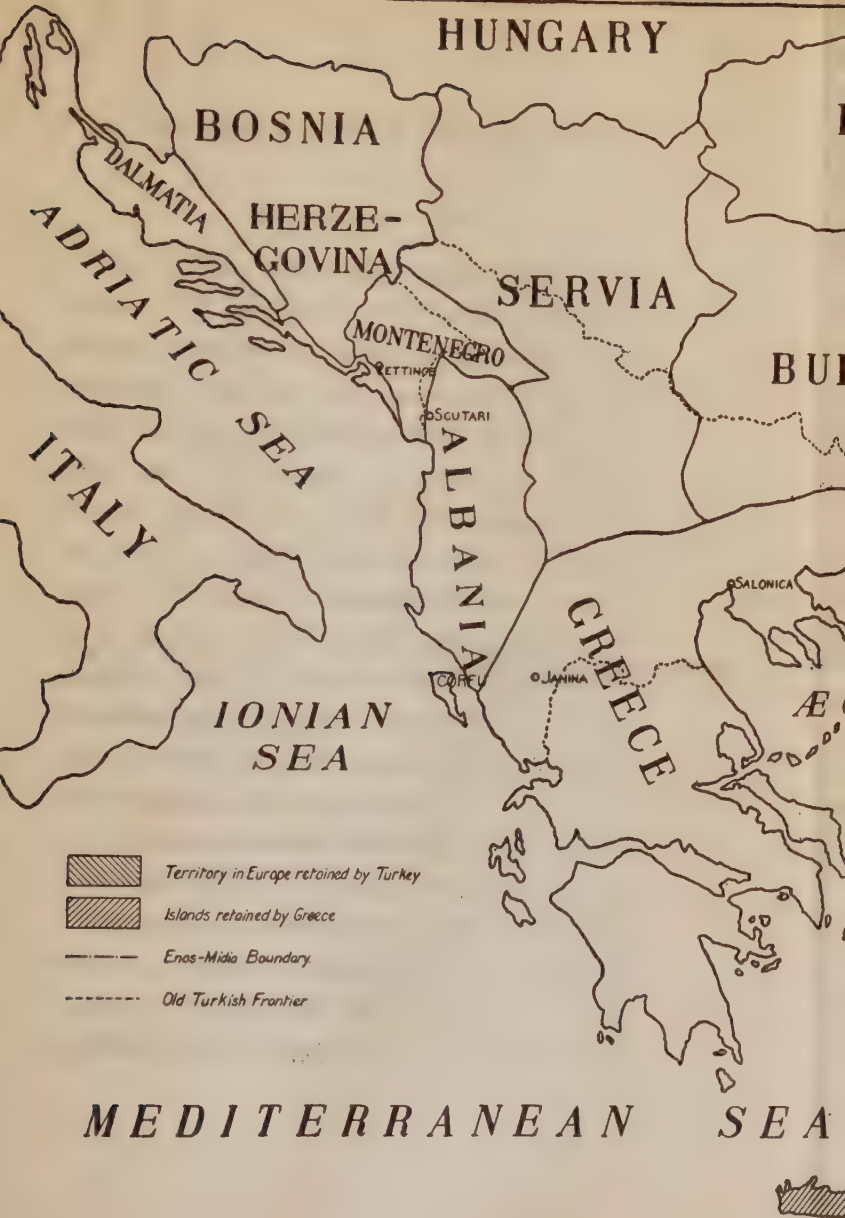 HUNGARY
BOSNIA
DALMATIA
HERZE-
GOVINA
ADRIATIC SEA
SERVIA
MONTENEGRO
SCUTARI
BUL
ITALY
ALBANIA
SALONICA
GREECE
CORFU
JANINA
IONIAN
SEA
Æ
Territory in Europe retained by Turkey
Islands retained by Greece
Enos-Midia Boundary.
Old Turkish Frontier
MEDITERRANEAN SEA